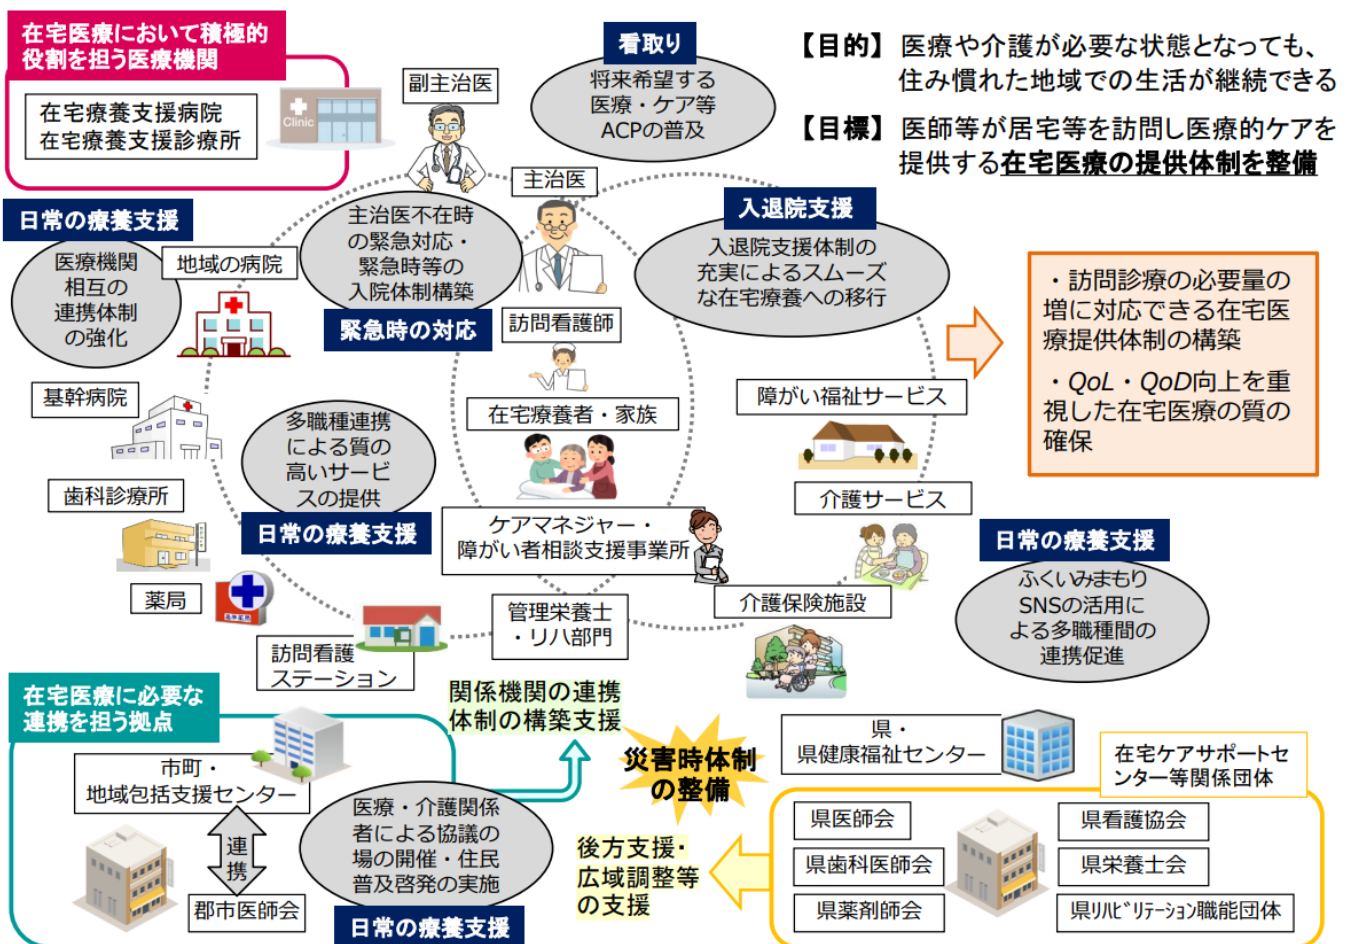 在宅医療において積極的
役割を担う医療機関
在宅療養支援病院
在宅療養支援診療所
Clinic
副主治医
看取り
将来希望する
医療・ケア等
ACPの普及
【目的】 医療や介護が必要な状態となっても、
住み慣れた地域での生活が継続できる
【目標】 医師等が居宅等を訪問し医療的ケアを
提供する在宅医療の提供体制を整備
主治医
日常の療養支援
医療機関
相互の
連携体制
の強化
地域の病院
主治医不在時
の緊急対応・
緊急時等の
入院体制構築
緊急時の対応
入退院支援
入退院支援体制の
充実によるスムーズ
な在宅療養への移行
訪問看護師
・訪問診療の必要量の
増に対応できる在宅医
療提供体制の構築
・QoL・QoD向上を重
視した在宅医療の質の
確保
基幹病院
多職種連携
による質の
高いサービ
スの提供
日常の療養支援
在宅療養者・家族
障がい福祉サービス
歯科診療所
介護サービス
ケアマネジャー・
障がい者相談支援事業所
日常の療養支援
ふくいみまもり
SNSの活用に
よる多職種間の
連携促進
薬局
介護保険施設
管理栄養士
・リハ部門
訪問看護
ステーション
在宅医療に必要な
連携を担う拠点
関係機関の連携
体制の構築支援
市町・
地域包括支援センター
連
携
郡市医師会
医療・介護関係
者による協議の
場の開催・住民
普及啓発の実施
日常の療養支援
災害時体制
の整備
県・
県健康福祉センター
在宅ケアサポートセ
ンター等関係団体
後方支援・
広域調整等
の支援
県医師会
県看護協会
県歯科医師会
県栄養士会
県薬剤師会
県ﾘﾊﾋﾞﾘﾃｰｼｮﾝ職能団体